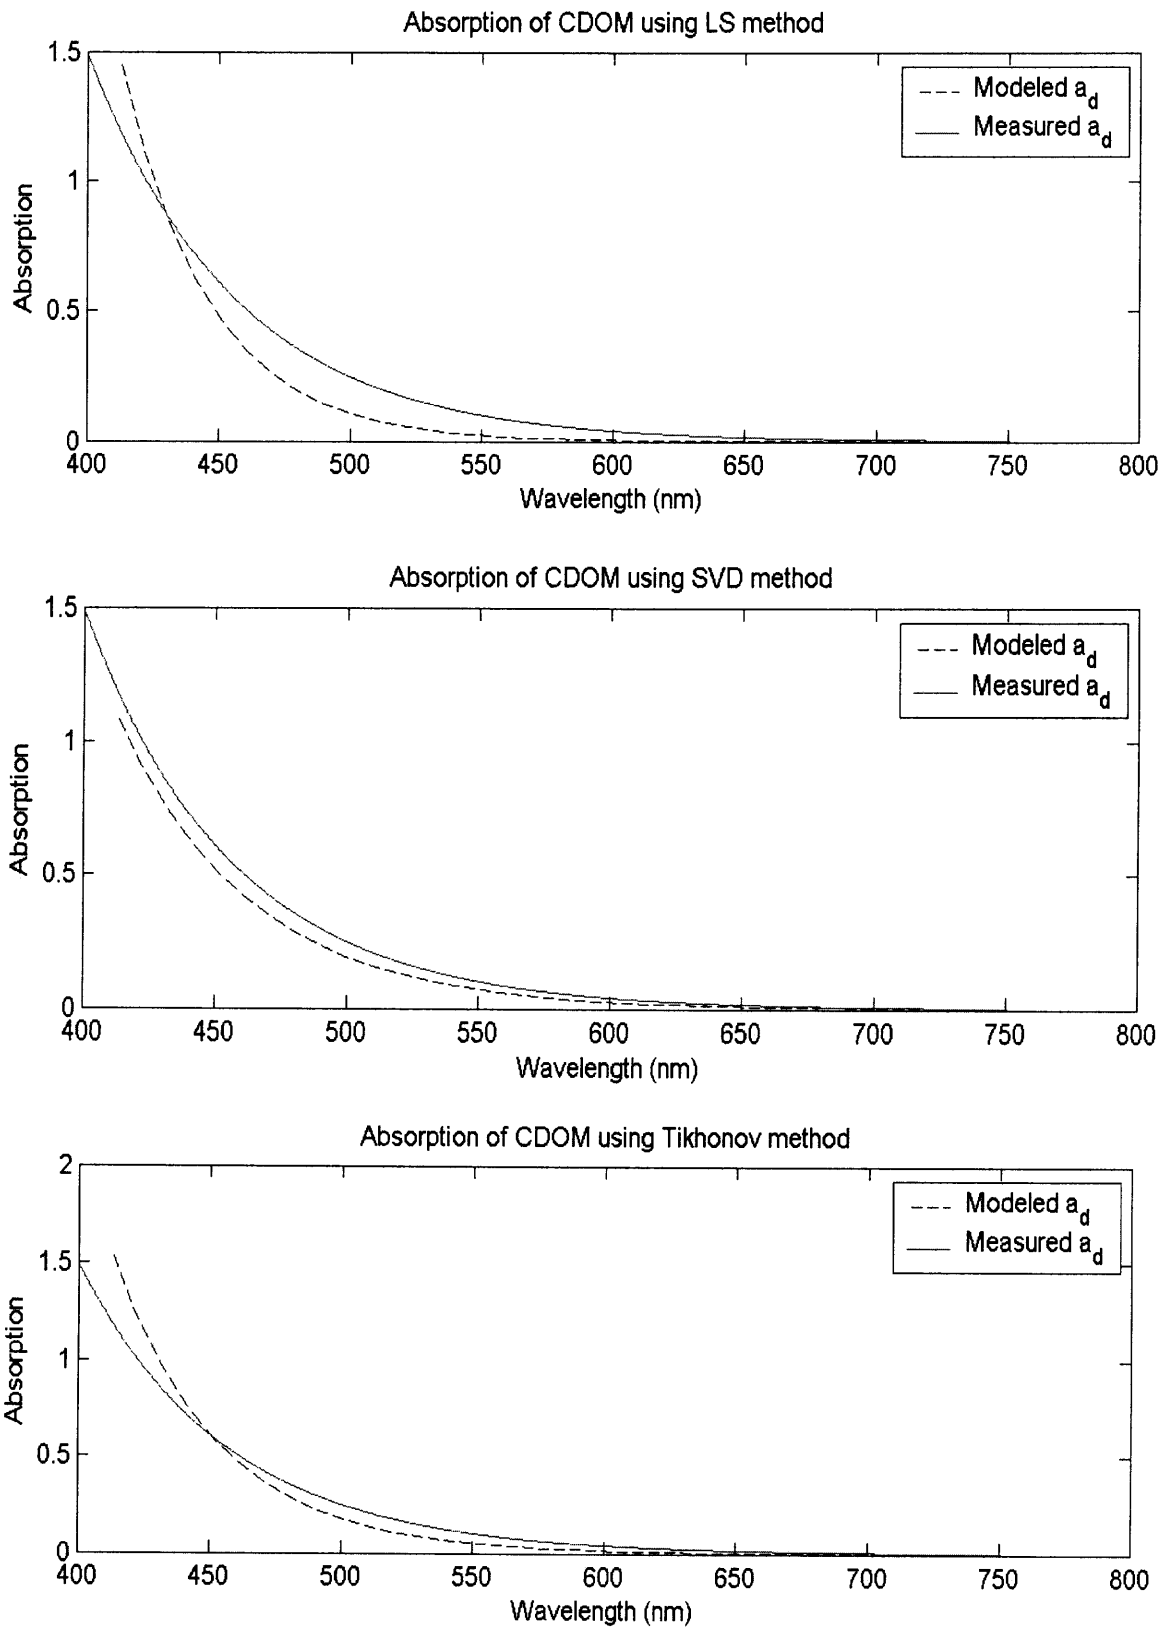 Absorption of CDOM using LS method
1.5
1
0.5
0
Absorption
Modeled a_d
Measured a_d
400 450 500 550 600 650 700 750 800
Wavelength (nm)
Absorption of CDOM using SVD method
1.5
1
0.5
0
Absorption
Modeled a_d
Measured a_d
400 450 500 550 600 650 700 750 800
Wavelength (nm)
Absorption of CDOM using Tikhonov method
2
1.5
1
0.5
0
Absorption
Modeled a_d
Measured a_d
400 450 500 550 600 650 700 750 800
Wavelength (nm)